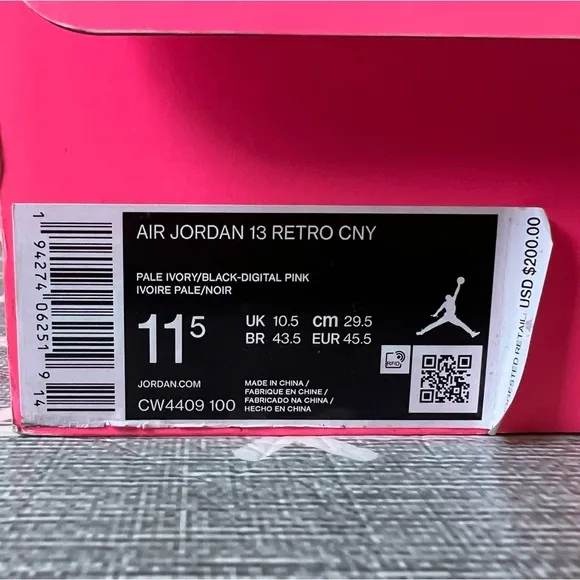 AIR JORDAN 13 RETRO CNY
PALE IVORY/BLACK-DIGITAL PINK
IVOIRE PALE/NOIR
11 5
UK 10.5 cm 29.5
BR 43.5 EUR 45.5
RFID
JORDAN.COM
CW4409 100
MADE IN CHINA /
FABRIQUE EN CHINE /
FABRICADO NA CHINA /
HECHO EN CHINA
1 94274 06251 9 14
RETAIL: USD $200.00